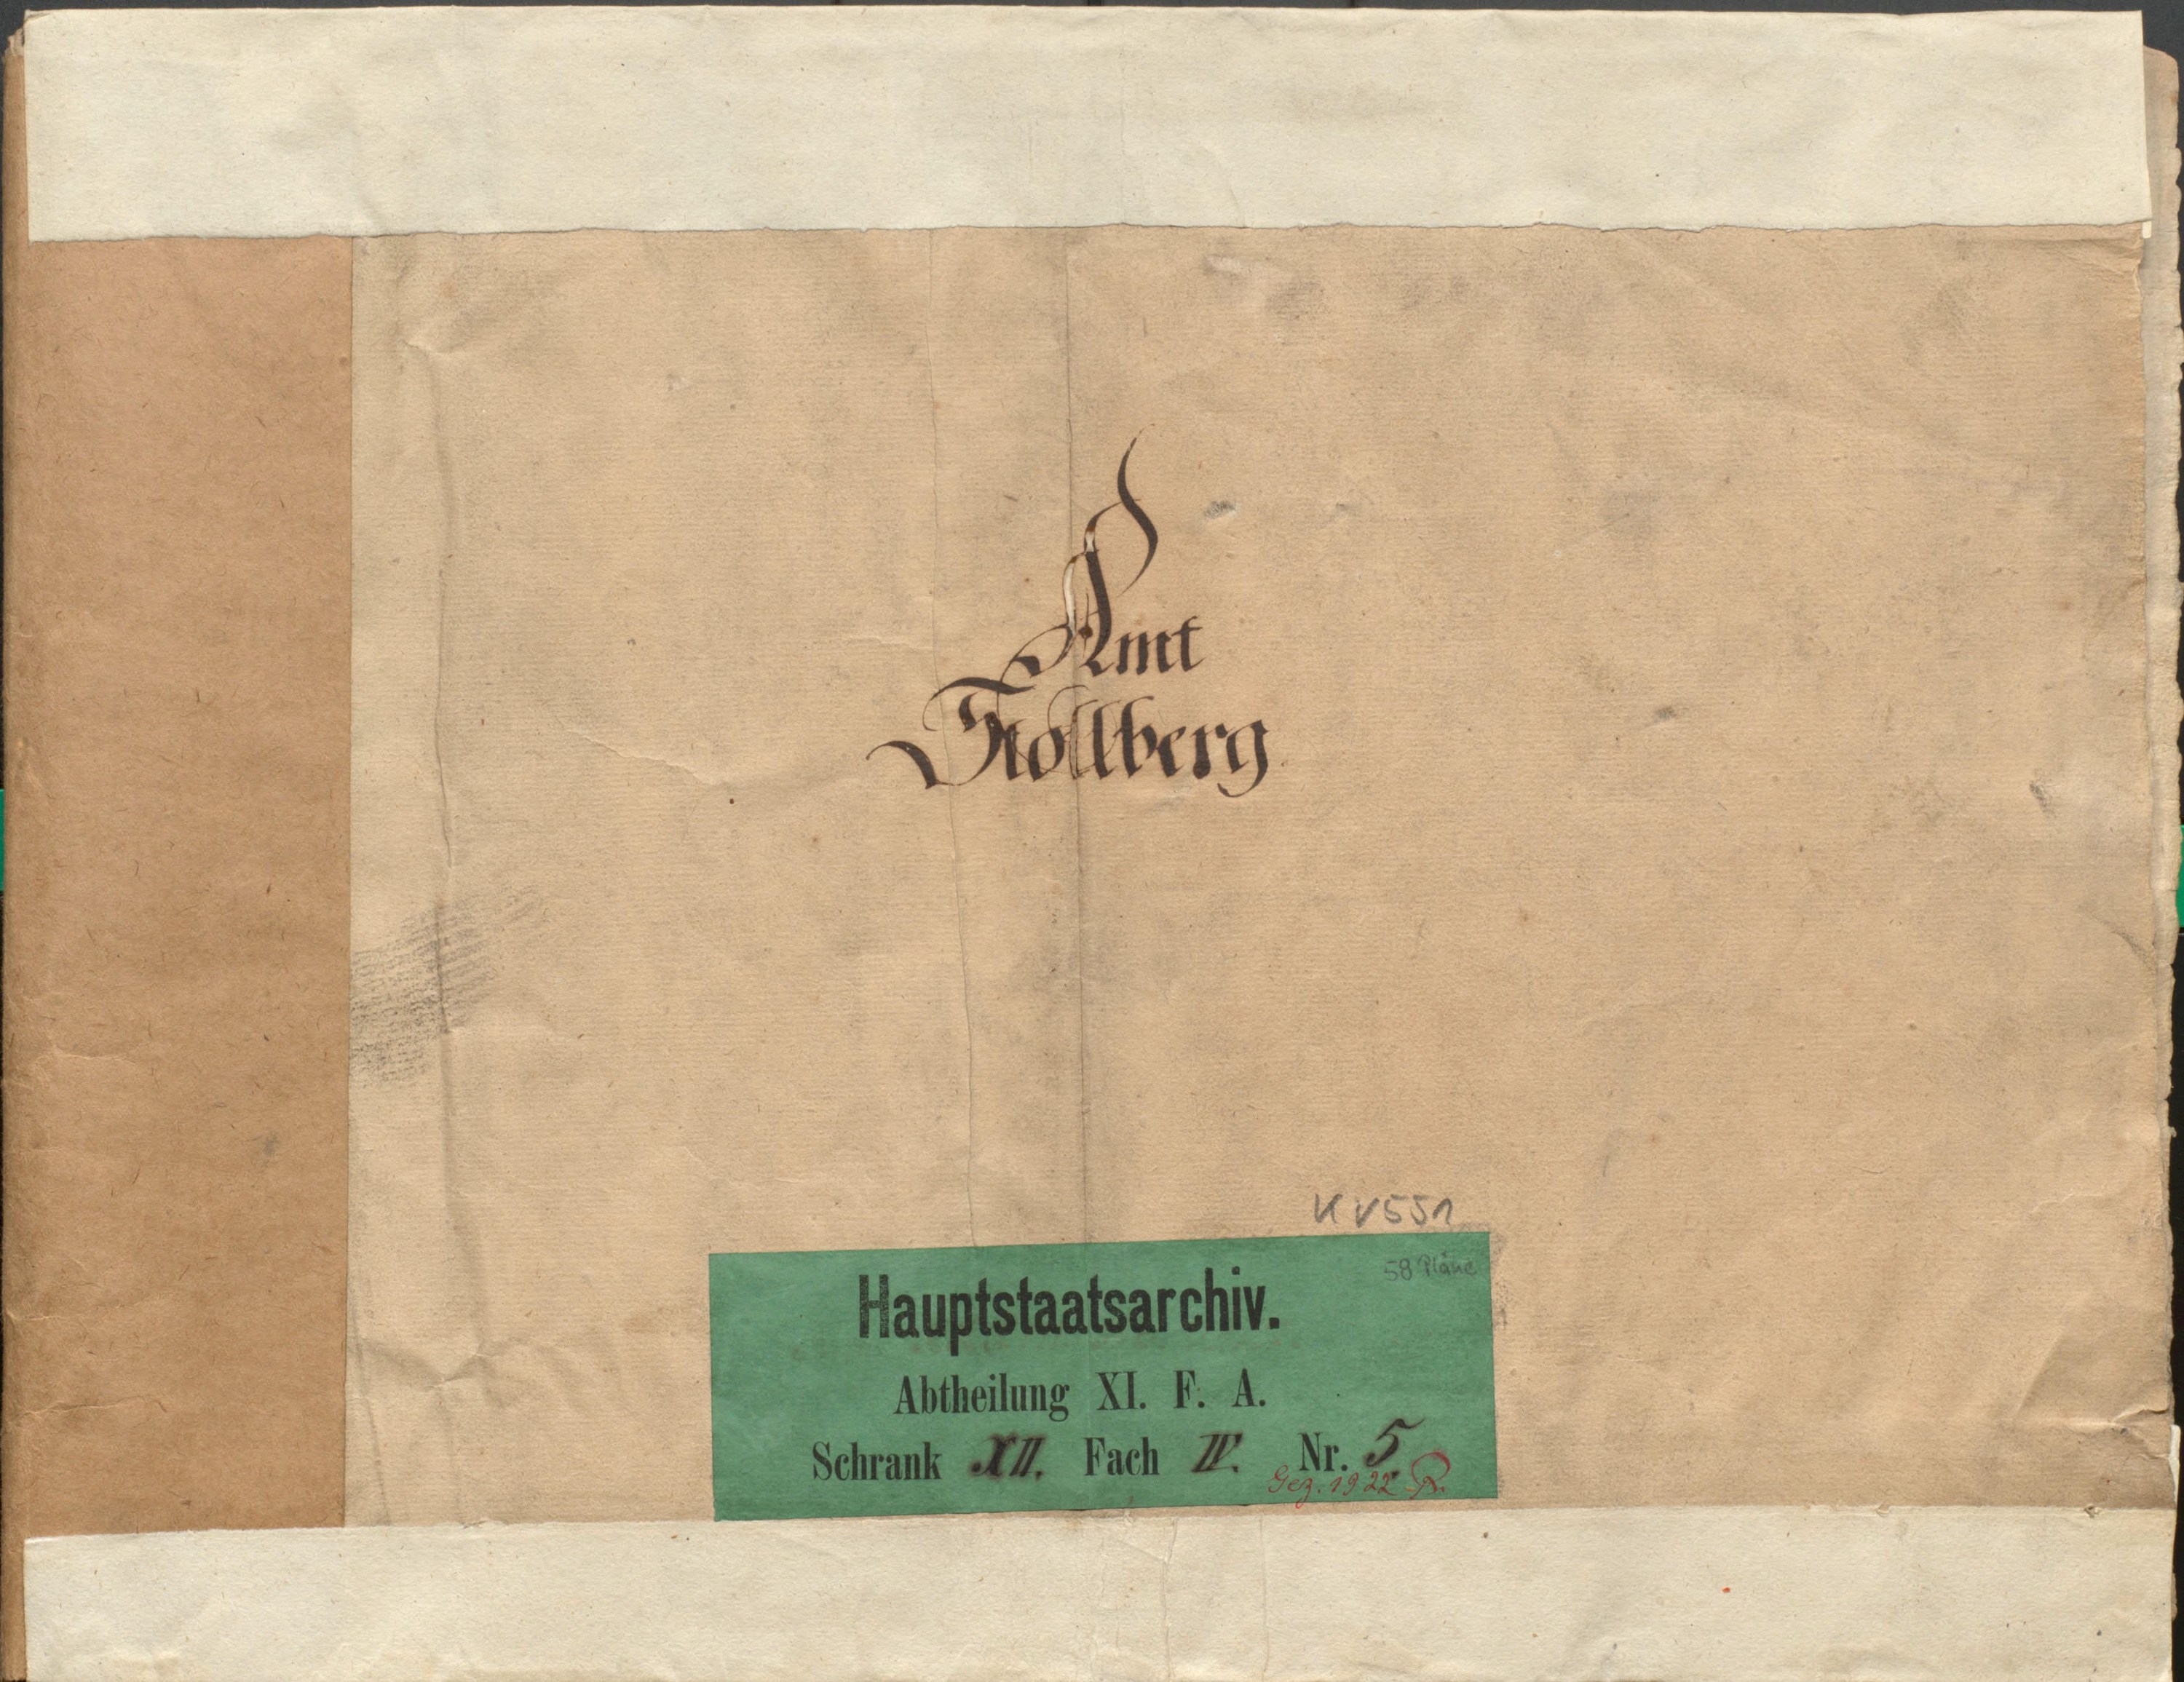 Amt
Stollberg
K V 551
58 Pläne
Hauptstaatsarchiv.
Abtheilung XI. F. A.
Schrank XII. Fach IV. Nr. 5.
Gez. 1922